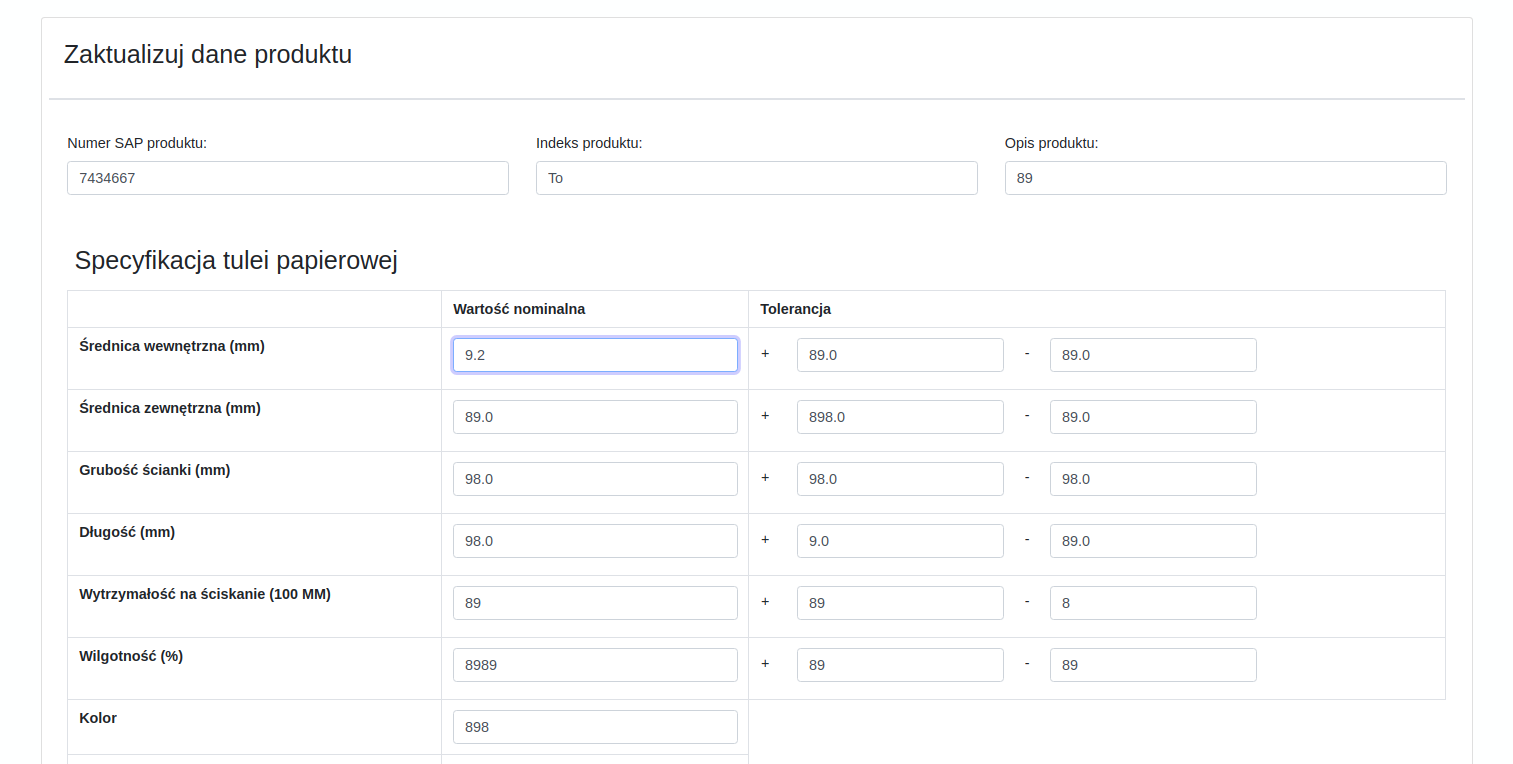 Zaktualizuj dane produktu
Numer SAP produktu: Indeks produktu: Opis produktu:
7434667 To 89
Specyfikacja tulei papierowej
Wartość nominalna Tolerancja
Średnica wewnętrzna (mm) 9.2 + 89.0 - 89.0
Średnica zewnętrzna (mm) 89.0 + 898.0 - 89.0
Grubość ścianki (mm) 98.0 + 98.0 - 98.0
Długość (mm) 98.0 + 9.0 - 89.0
Wytrzymałość na ściskanie (100 MM) 89 + 89 - 8
Wilgotność (%) 8989 + 89 - 89
Kolor 898